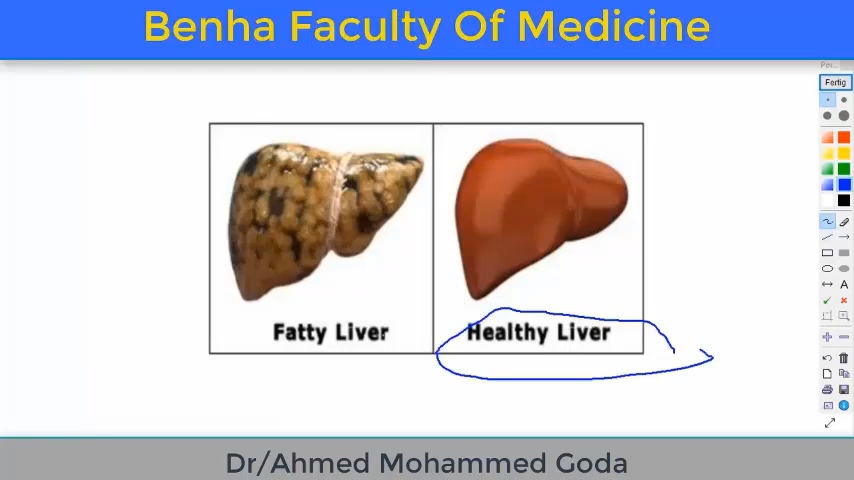 Benha Faculty Of Medicine
Fertig
Fatty Liver
Healthy Liver
A
Dr/Ahmed Mohammed Goda